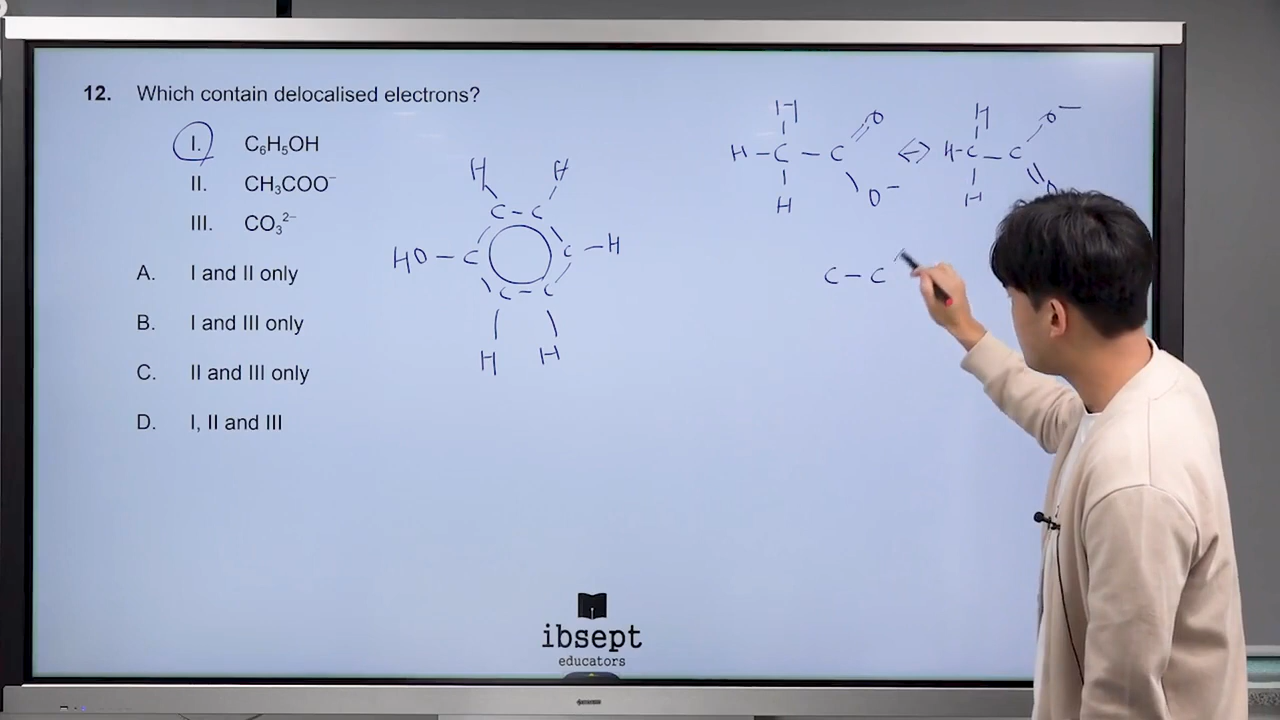 12. Which contain delocalised electrons?
I. C₆H₅OH
II. CH₃COO⁻
III. CO₃²⁻
A. I and II only
B. I and III only
C. II and III only
D. I, II and III
H H
C - C
HO - C C - H
C - C
H H
H H O⁻
O
H - C - C ↔ H - C - C
O⁻ O
H H
C - C
ibsept
educators